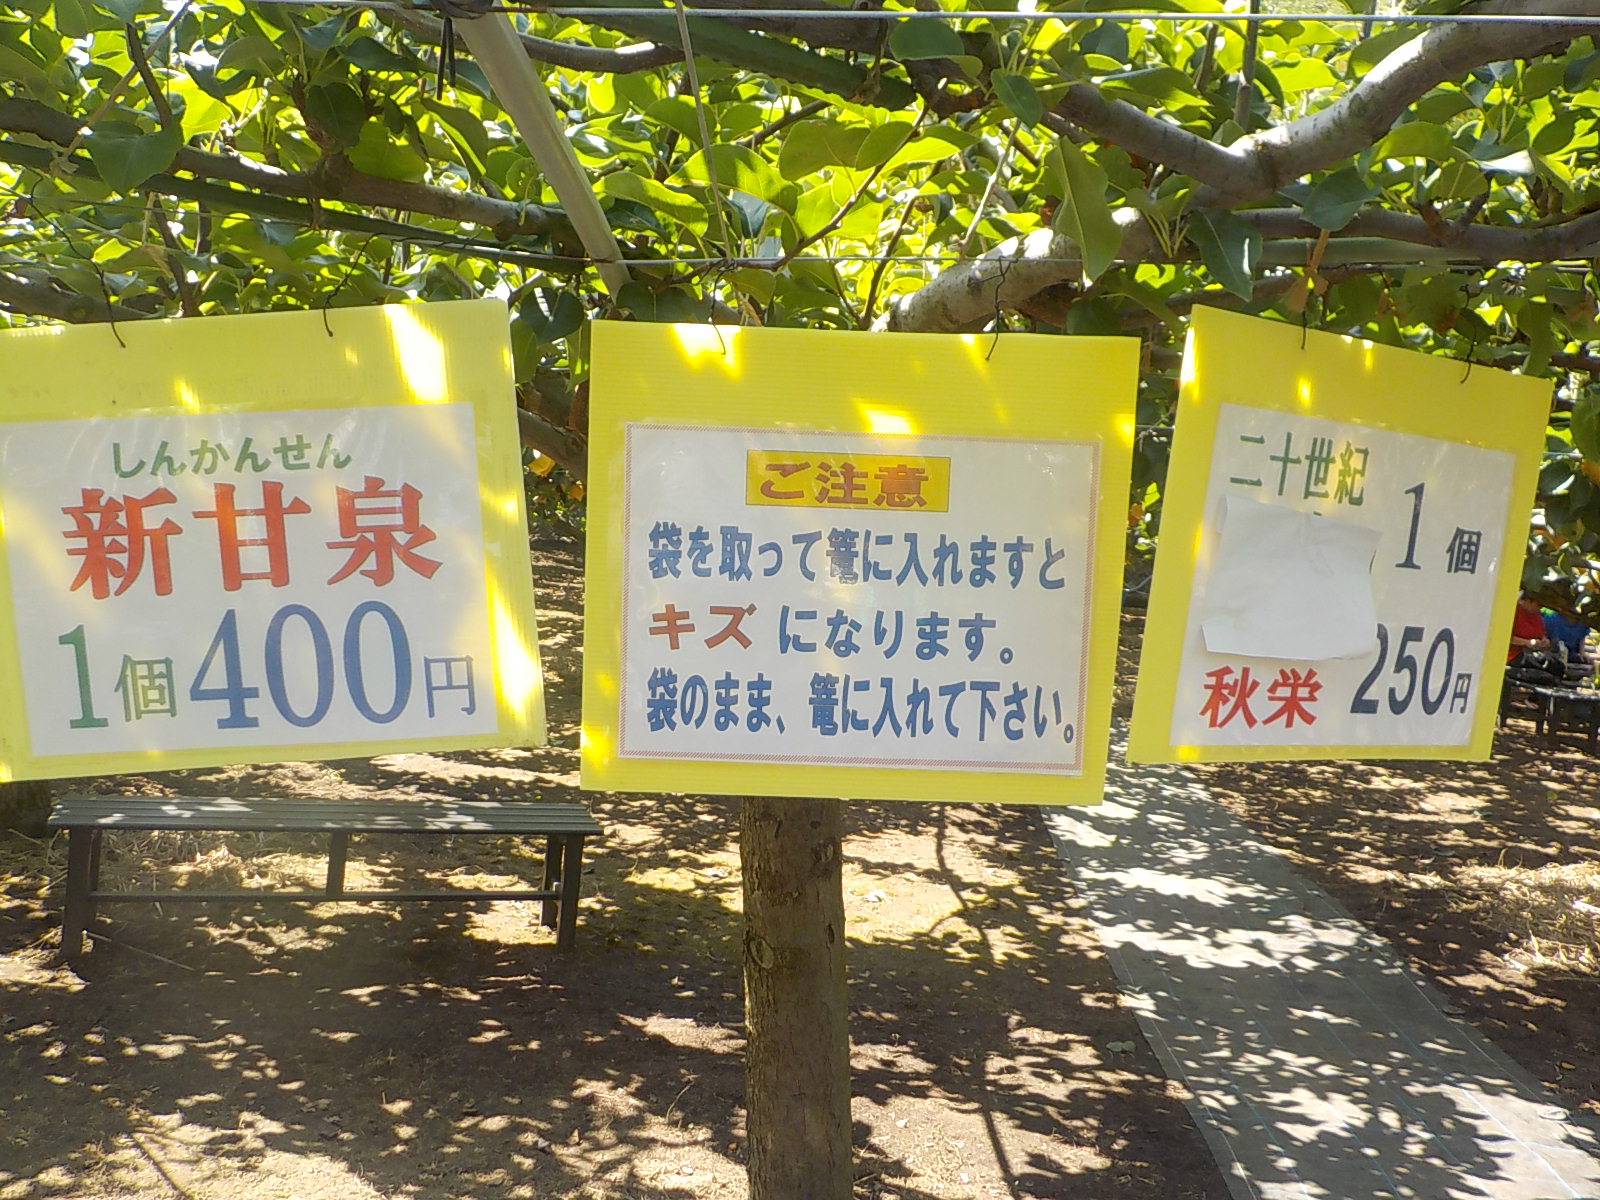 しんかんせん
新甘泉
1個400円
ご注意
袋を取って篭に入れますと
キズになります。
袋のまま、篭に入れて下さい。
二十世紀
1個
秋栄
250円